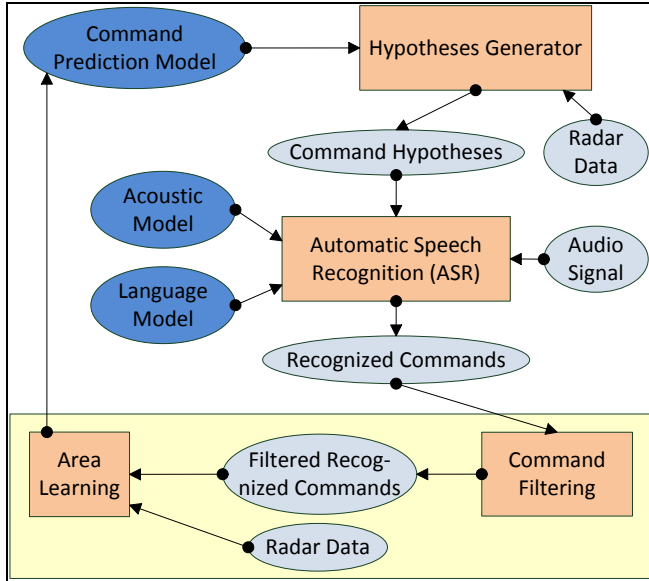 Command
Prediction Model
Hypotheses Generator
Command Hypotheses
Radar
Data
Acoustic
Model
Automatic Speech
Recognition (ASR)
Audio
Signal
Language
Model
Recognized Commands
Area
Learning
Filtered Recog-
nized Commands
Command
Filtering
Radar Data